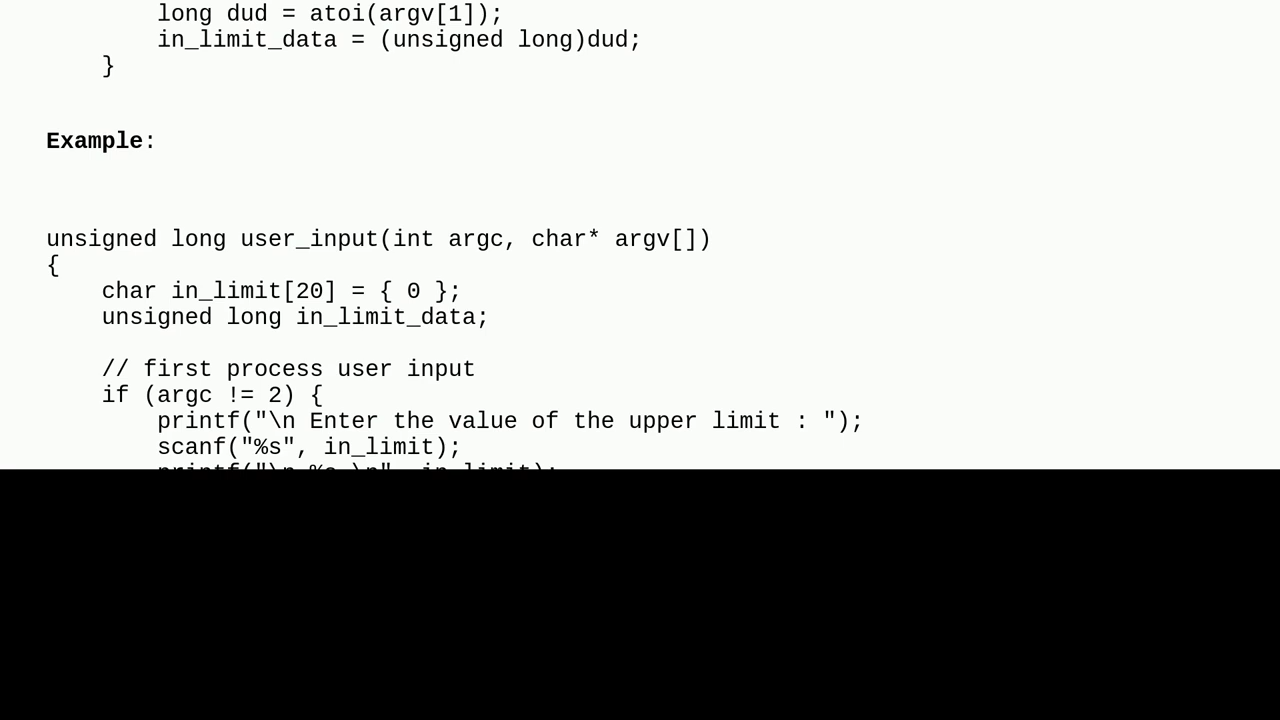 long dud = atoi(argv[1]);
        in_limit_data = (unsigned long)dud;
    }
Example:
unsigned long user_input(int argc, char* argv[])
{
    char in_limit[20] = { 0 };
    unsigned long in_limit_data;
    // first process user input
    if (argc != 2) {
        printf("\n Enter the value of the upper limit : ");
        scanf("%s", in_limit);
        printf("\n %s \n", in_limit);